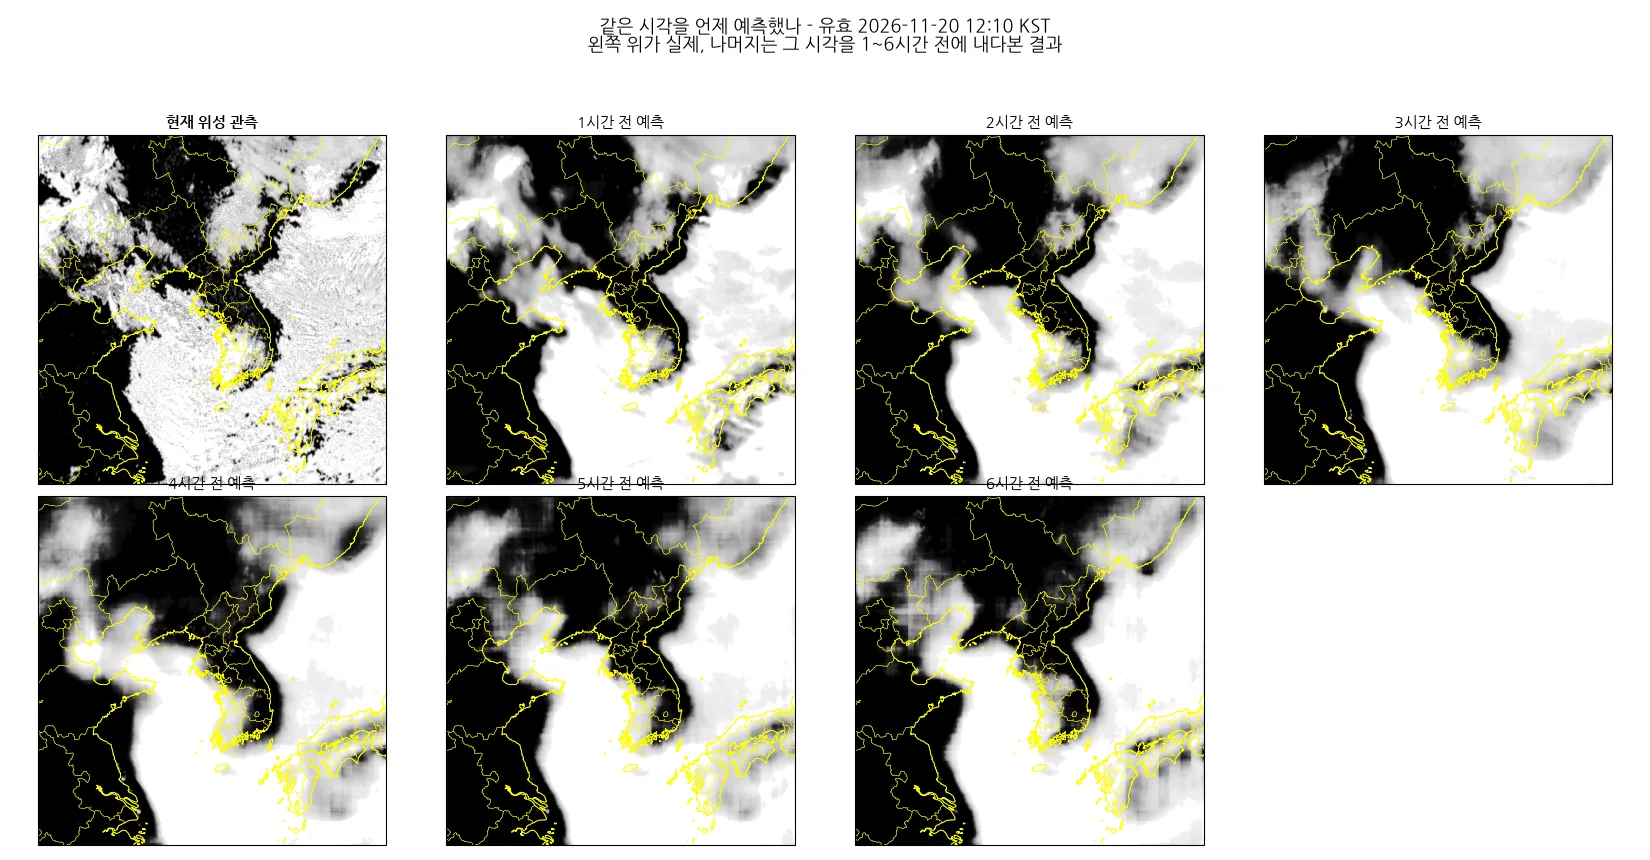 같은 시각을 언제 예측했나 - 유효 2026-11-20 12:10 KST
왼쪽 위가 실제, 나머지는 그 시각을 1~6시간 전에 내다본 결과
현재 위성 관측
1시간 전 예측
2시간 전 예측
3시간 전 예측
4시간 전 예측
5시간 전 예측
6시간 전 예측